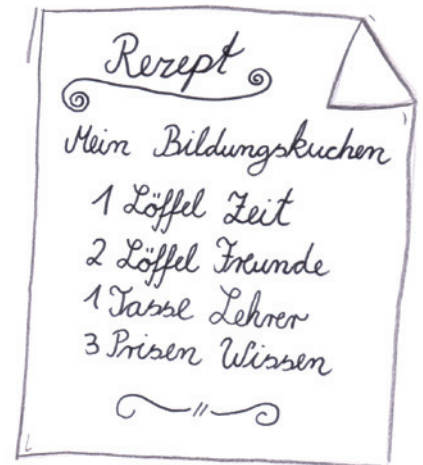 Rezept
Mein Bildungskuchen
1 Löffel Zeit
2 Löffel Freunde
1 Tasse Lehrer
3 Prisen Wissen